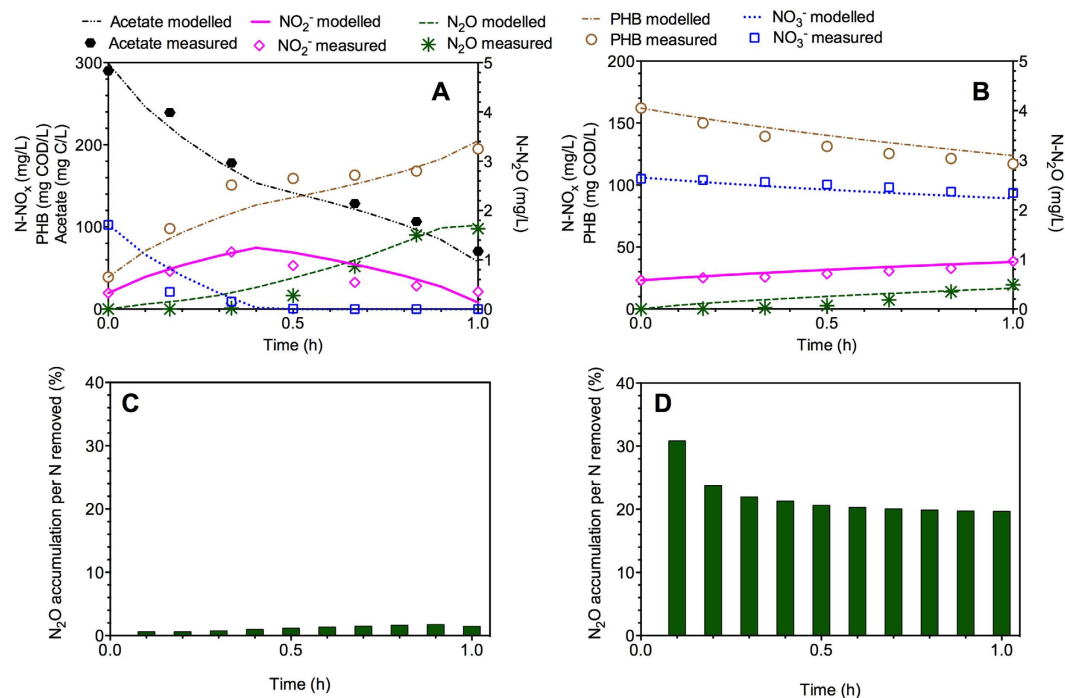 Acetate modelled NO₂⁻ modelled N₂O modelled PHB modelled NO₃⁻ modelled
Acetate measured NO₂⁻ measured N₂O measured PHB measured NO₃⁻ measured
A
N-NOₓ (mg/L)
PHB (mg COD/L)
Acetate (mg C/L)
300
200
100
0
5
4
3
2
1
0
N-N₂O (mg/L)
0.0 0.5 1.0
Time (h)
B
N-NOₓ (mg/L)
PHB (mg COD/L)
200
150
100
50
0
5
4
3
2
1
0
N-N₂O (mg/L)
0.0 0.5 1.0
Time (h)
C
N₂O accumulation per N removed (%)
40
30
20
10
0
0.5 1.0
Time (h)
D
N₂O accumulation per N removed (%)
40
30
20
10
0
0.5 1.0
Time (h)